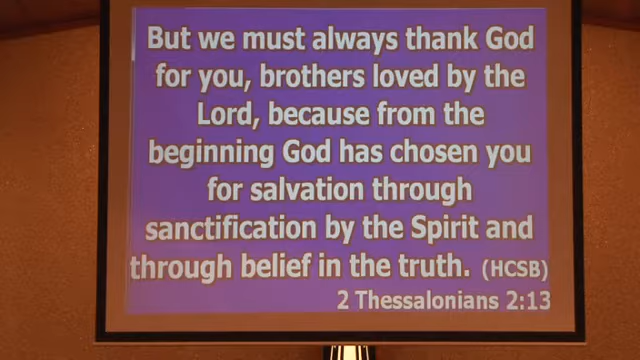 But we must always thank God
for you, brothers loved by the
Lord, because from the
beginning God has chosen you
for salvation through
sanctification by the Spirit and
through belief in the truth. (HCSB)
2 Thessalonians 2:13